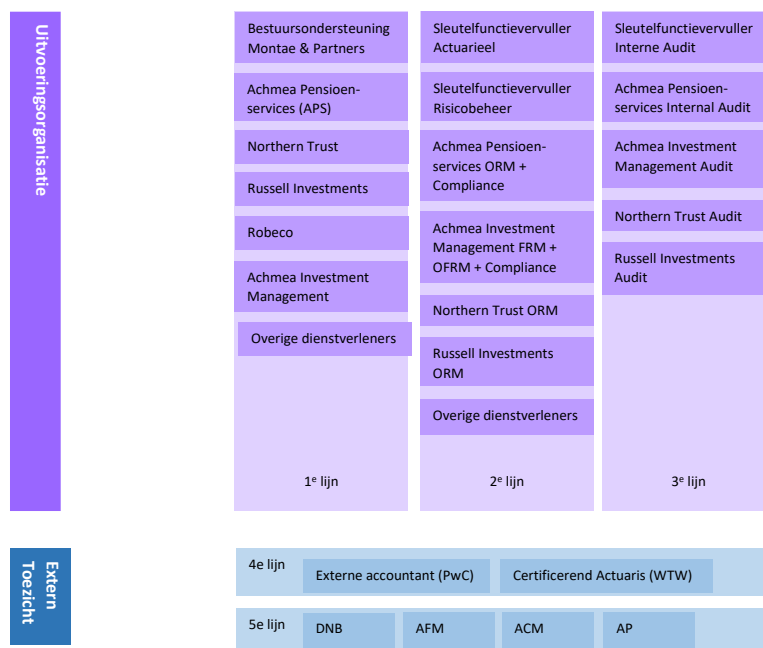 Uitvoeringsorganisatie
Bestuursondersteuning
Montae & Partners
Achmea Pensioen-
services (APS)
Northern Trust
Russell Investments
Robeco
Achmea Investment
Management
Overige dienstverleners
1e lijn
Sleutelfunctievervuller
Actuarieel
Sleutelfunctievervuller
Risicobeheer
Achmea Pensioen-
services ORM +
Compliance
Achmea Investment
Management FRM +
OFRM + Compliance
Northern Trust ORM
Russell Investments
ORM
Overige dienstverleners
2e lijn
Sleutelfunctievervuller
Interne Audit
Achmea Pensioen-
services Internal Audit
Achmea Investment
Management Audit
Northern Trust Audit
Russell Investments
Audit
3e lijn
Extern
Toezicht
4e lijn
Externe accountant (PwC)
Certificerend Actuaris (WTW)
5e lijn
DNB
AFM
ACM
AP